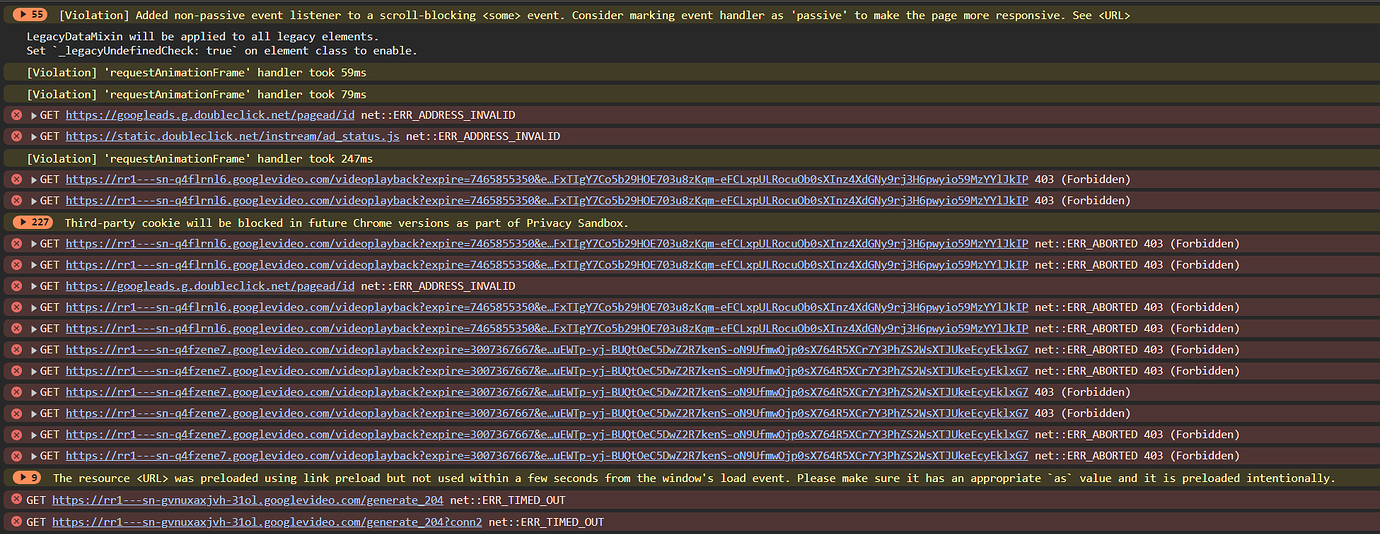 55 [Violation] Added non-passive event listener to a scroll-blocking <some> event. Consider marking event handler as 'passive' to make the page more responsive. See <URL>
LegacyDataMixin will be applied to all legacy elements.
Set `_legacyUndefinedCheck: true` on element class to enable.
[Violation] 'requestAnimationFrame' handler took 59ms
[Violation] 'requestAnimationFrame' handler took 79ms
GET https://googleads.g.doubleclick.net/pagead/id net::ERR_ADDRESS_INVALID
GET https://static.doubleclick.net/instream/ad_status.js net::ERR_ADDRESS_INVALID
[Violation] 'requestAnimationFrame' handler took 247ms
GET https://rr1---sn-q4flrnl6.googlevideo.com/videoplayback?expire=7465855350&e…FxTIgY7Co5b29HOE703u8zKqm-eFCLxpULRocuOb0sXInz4XdGNy9rj3H6pwyio59MzYYlJkIP 403 (Forbidden)
GET https://rr1---sn-q4flrnl6.googlevideo.com/videoplayback?expire=7465855350&e…FxTIgY7Co5b29HOE703u8zKqm-eFCLxpULRocuOb0sXInz4XdGNy9rj3H6pwyio59MzYYlJkIP 403 (Forbidden)
227 Third-party cookie will be blocked in future Chrome versions as part of Privacy Sandbox.
GET https://rr1---sn-q4flrnl6.googlevideo.com/videoplayback?expire=7465855350&e…FxTIgY7Co5b29HOE703u8zKqm-eFCLxpULRocuOb0sXInz4XdGNy9rj3H6pwyio59MzYYlJkIP net::ERR_ABORTED 403 (Forbidden)
GET https://rr1---sn-q4flrnl6.googlevideo.com/videoplayback?expire=7465855350&e…FxTIgY7Co5b29HOE703u8zKqm-eFCLxpULRocuOb0sXInz4XdGNy9rj3H6pwyio59MzYYlJkIP net::ERR_ABORTED 403 (Forbidden)
GET https://googleads.g.doubleclick.net/pagead/id net::ERR_ADDRESS_INVALID
GET https://rr1---sn-q4flrnl6.googlevideo.com/videoplayback?expire=7465855350&e…FxTIgY7Co5b29HOE703u8zKqm-eFCLxpULRocuOb0sXInz4XdGNy9rj3H6pwyio59MzYYlJkIP net::ERR_ABORTED 403 (Forbidden)
GET https://rr1---sn-q4flrnl6.googlevideo.com/videoplayback?expire=7465855350&e…FxTIgY7Co5b29HOE703u8zKqm-eFCLxpULRocuOb0sXInz4XdGNy9rj3H6pwyio59MzYYlJkIP net::ERR_ABORTED 403 (Forbidden)
GET https://rr1---sn-q4fzene7.googlevideo.com/videoplayback?expire=3007367667&e…uEWTp-yj-BUQtOeC5DwZ2R7kenS-oN9UfmwOjp0sX764R5XCr7Y3PhZS2WsXTJUkeEcyEklxG7 net::ERR_ABORTED 403 (Forbidden)
GET https://rr1---sn-q4fzene7.googlevideo.com/videoplayback?expire=3007367667&e…uEWTp-yj-BUQtOeC5DwZ2R7kenS-oN9UfmwOjp0sX764R5XCr7Y3PhZS2WsXTJUkeEcyEklxG7 net::ERR_ABORTED 403 (Forbidden)
GET https://rr1---sn-q4fzene7.googlevideo.com/videoplayback?expire=3007367667&e…uEWTp-yj-BUQtOeC5DwZ2R7kenS-oN9UfmwOjp0sX764R5XCr7Y3PhZS2WsXTJUkeEcyEklxG7 403 (Forbidden)
GET https://rr1---sn-q4fzene7.googlevideo.com/videoplayback?expire=3007367667&e…uEWTp-yj-BUQtOeC5DwZ2R7kenS-oN9UfmwOjp0sX764R5XCr7Y3PhZS2WsXTJUkeEcyEklxG7 403 (Forbidden)
GET https://rr1---sn-q4fzene7.googlevideo.com/videoplayback?expire=3007367667&e…uEWTp-yj-BUQtOeC5DwZ2R7kenS-oN9UfmwOjp0sX764R5XCr7Y3PhZS2WsXTJUkeEcyEklxG7 net::ERR_ABORTED 403 (Forbidden)
GET https://rr1---sn-q4fzene7.googlevideo.com/videoplayback?expire=3007367667&e…uEWTp-yj-BUQtOeC5DwZ2R7kenS-oN9UfmwOjp0sX764R5XCr7Y3PhZS2WsXTJUkeEcyEklxG7 net::ERR_ABORTED 403 (Forbidden)
9 The resource <URL> was preloaded using link preload but not used within a few seconds from the window's load event. Please make sure it has an appropriate `as` value and it is preloaded intentionally.
GET https://rr1---sn-gvnuxaxjvh-31ol.googlevideo.com/generate_204 net::ERR_TIMED_OUT
GET https://rr1---sn-gvnuxaxjvh-31ol.googlevideo.com/generate_204?conn2 net::ERR_TIMED_OUT